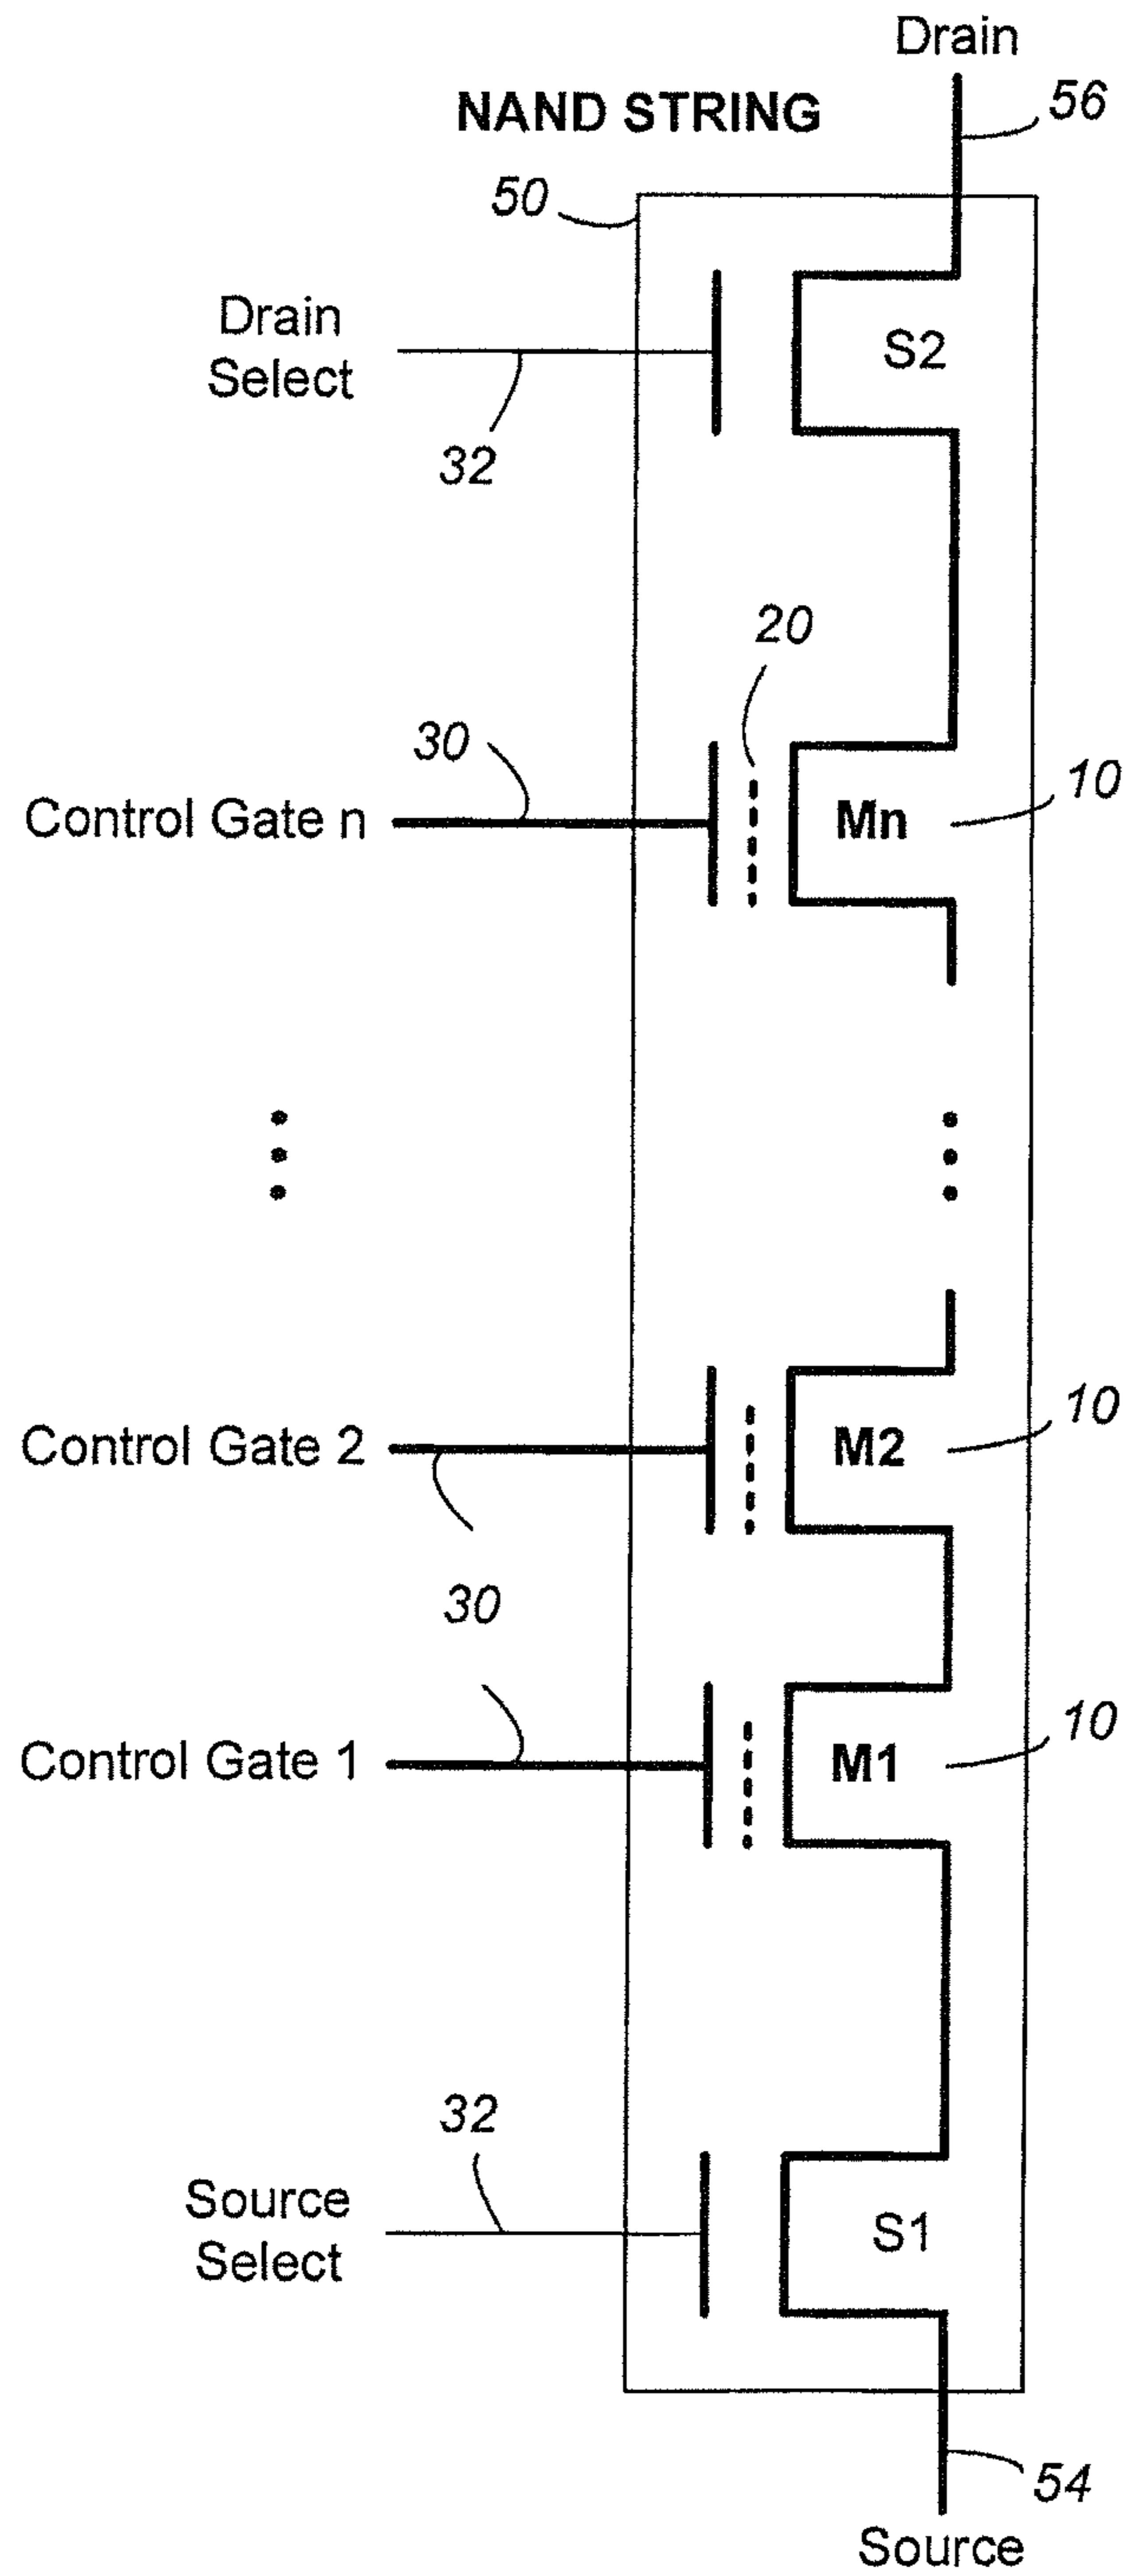 Drain
NAND STRING
56
50
Drain
Select
S2
32
20
30
10
Control Gate n
Mn
10
Control Gate 2
M2
30
10
Control Gate 1
M1
32
Source
Select
S1
54
Source